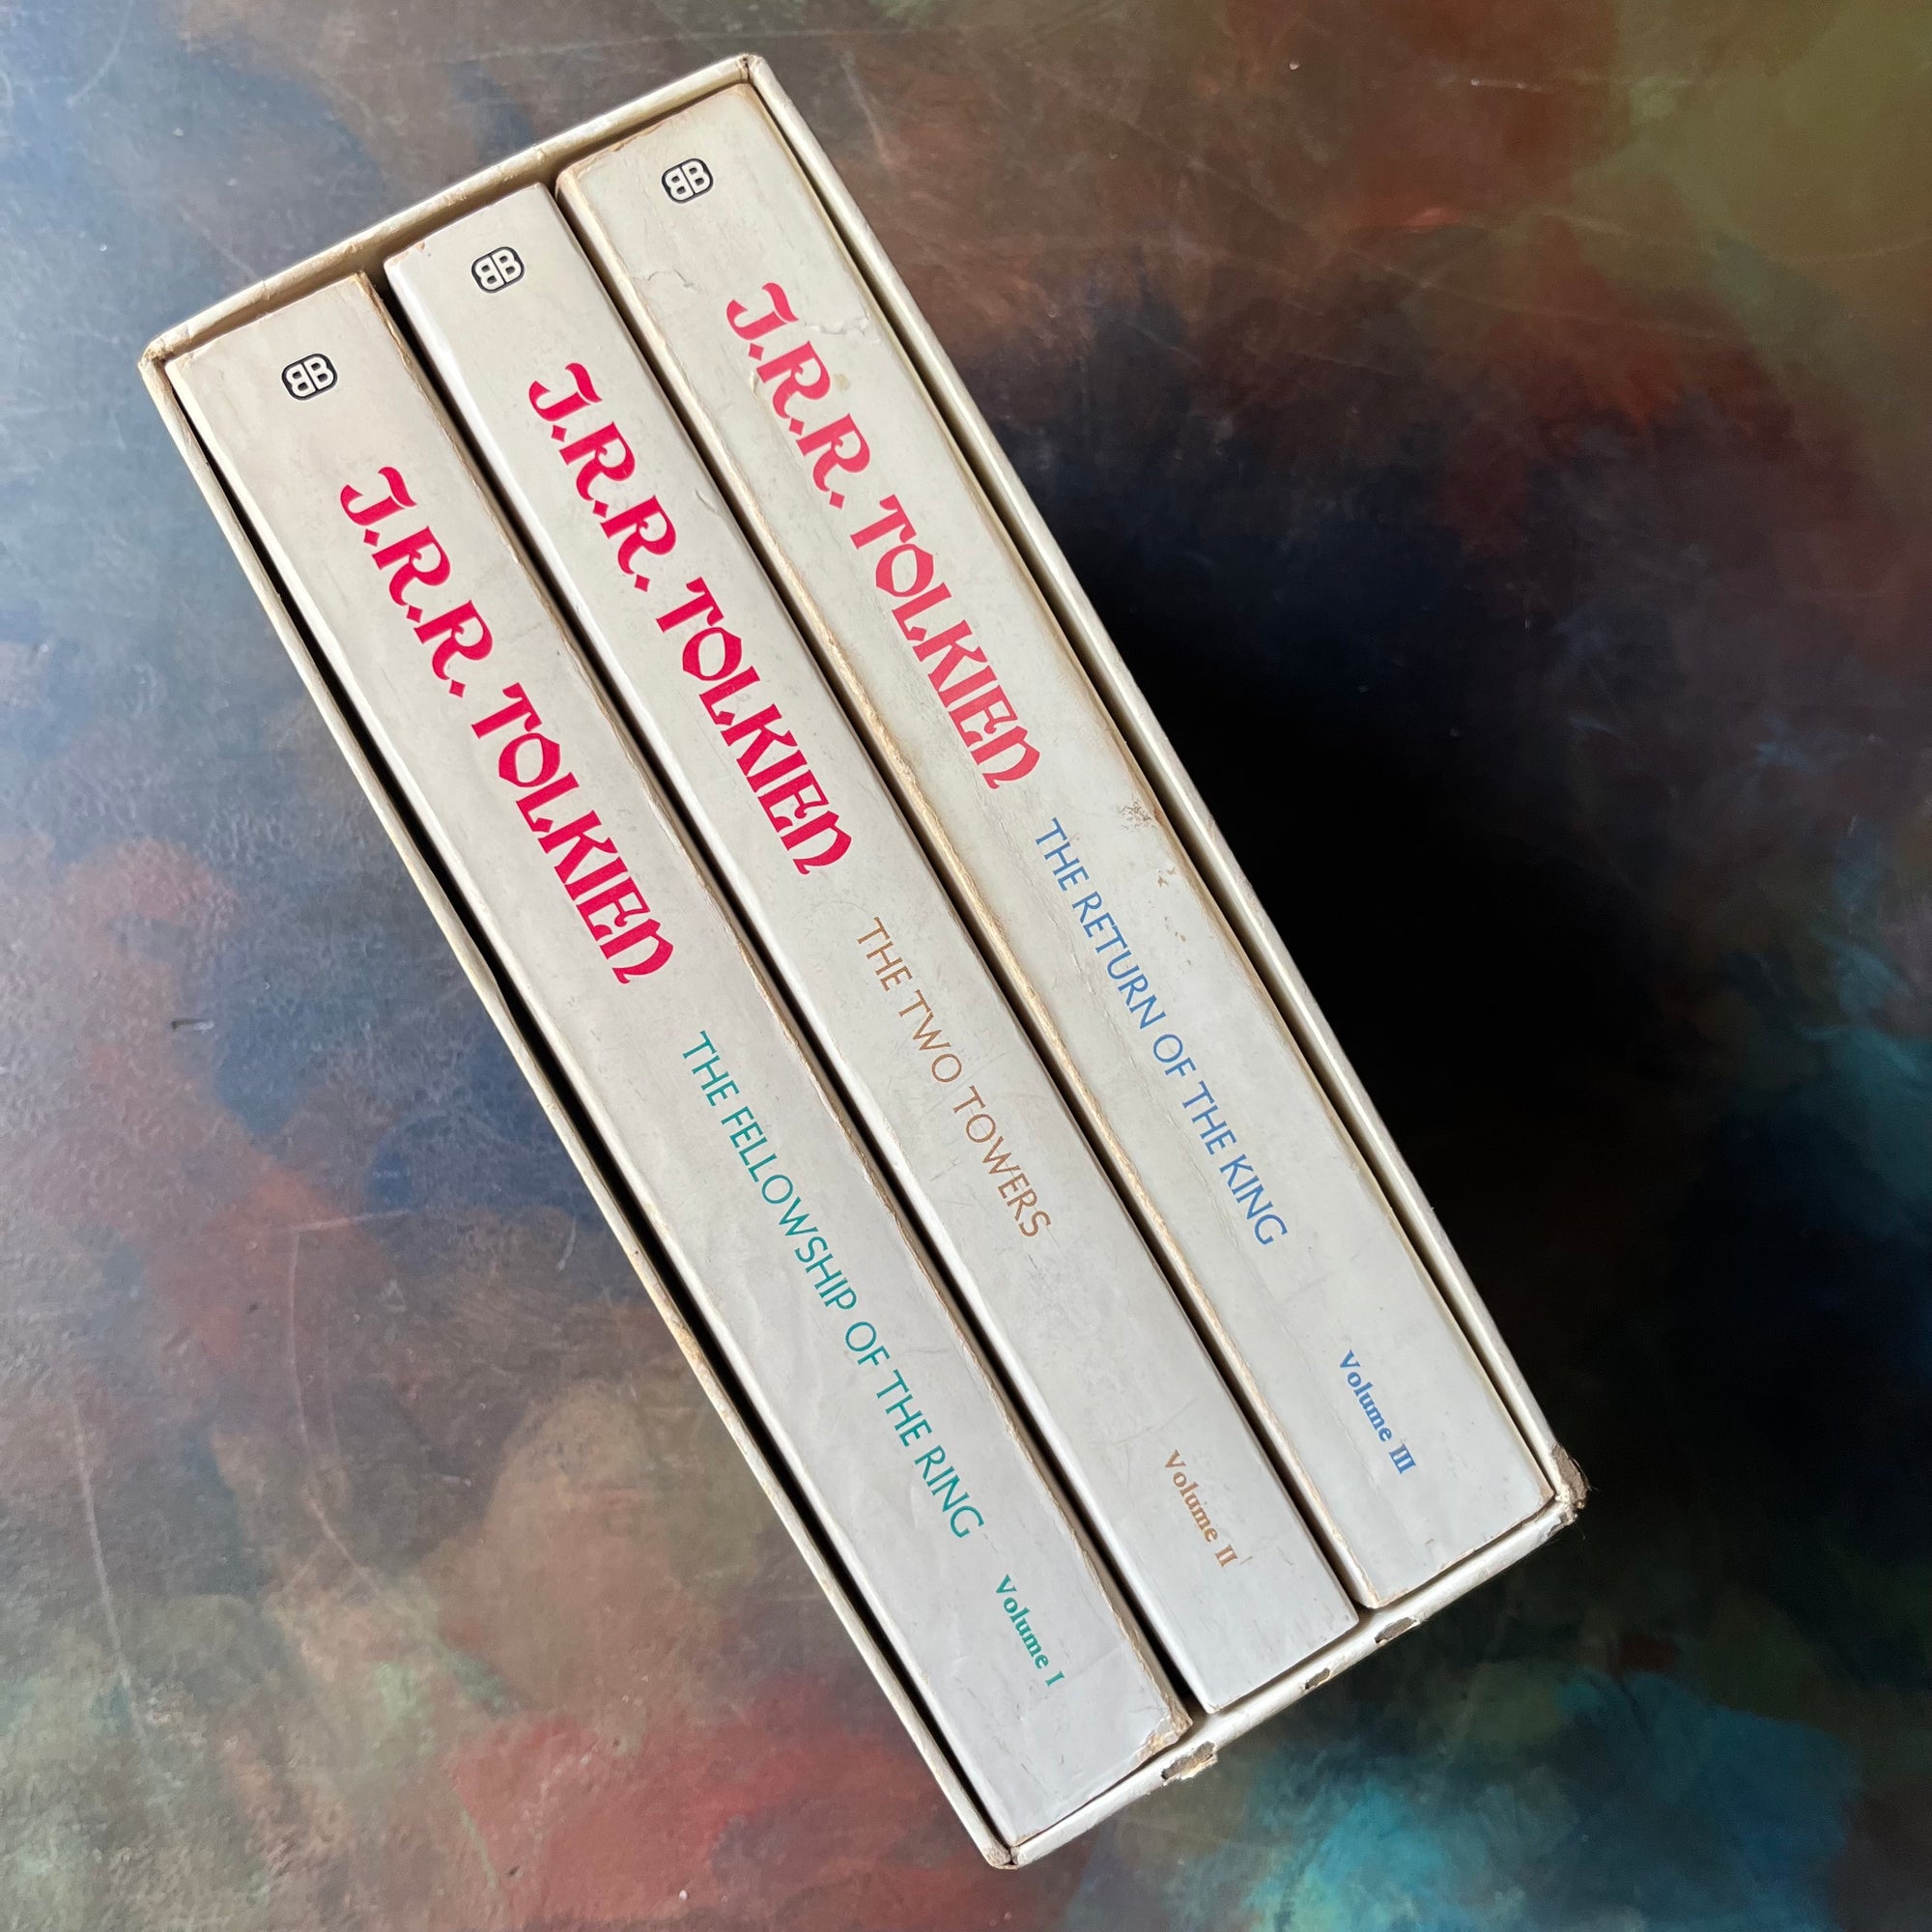 BB
J.R.R. TOLKIEN
THE FELLOWSHIP OF THE RING
Volume I
BB
J.R.R. TOLKIEN
THE TWO TOWERS
Volume II
BB
J.R.R. TOLKIEN
THE RETURN OF THE KING
Volume III